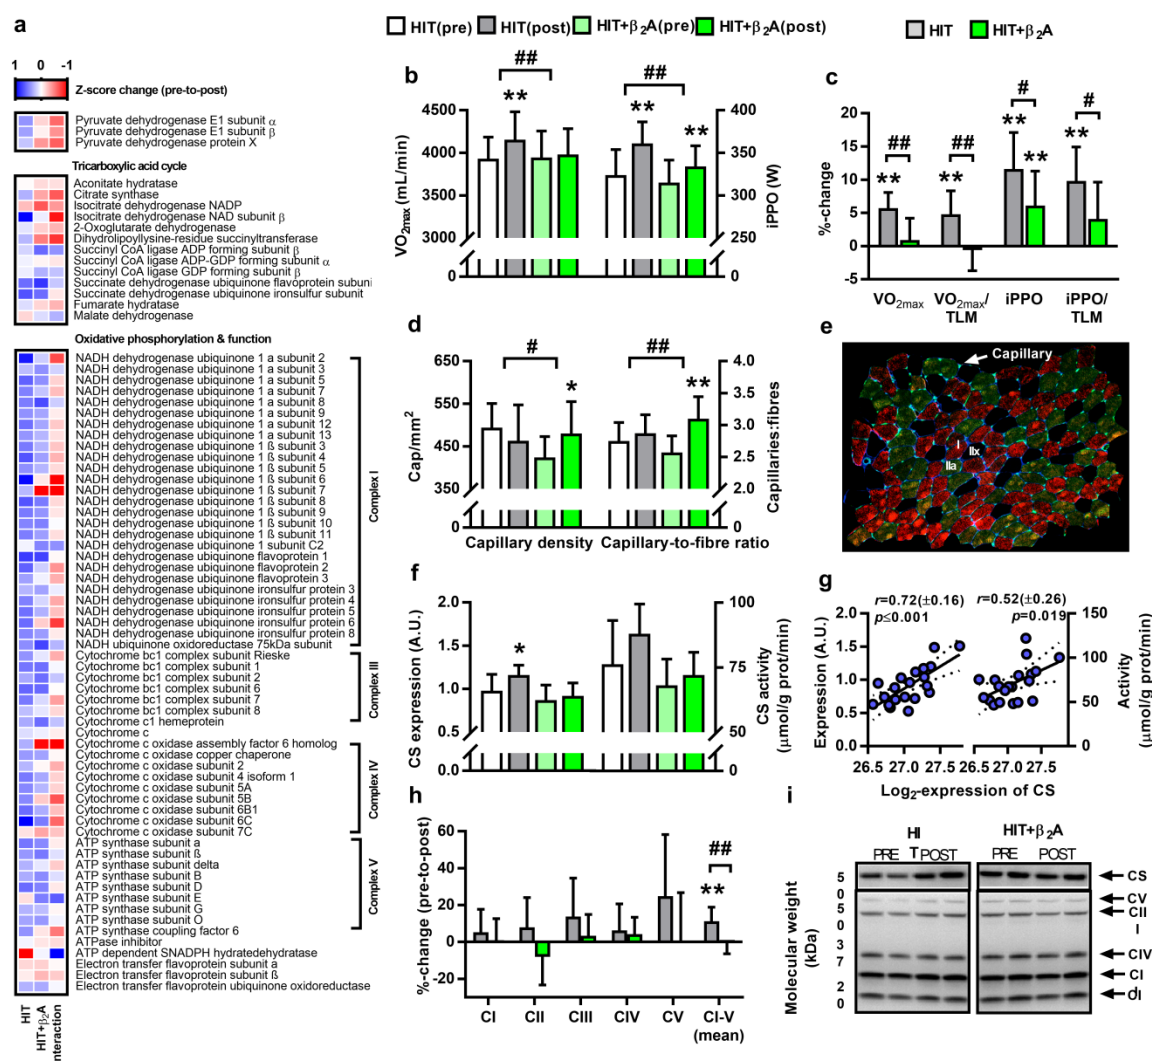 a
1 0 -1
Z-score change (pre-to-post)
Pyruvate dehydrogenase E1 subunit α
Pyruvate dehydrogenase E1 subunit β
Pyruvate dehydrogenase protein X
Tricarboxylic acid cycle
Aconitate hydratase
Citrate synthase
Isocitrate dehydrogenase NADP
Isocitrate dehydrogenase NAD subunit β
2-Oxoglutarate dehydrogenase
Dihydrolipoyllysine-residue succinyltransferase
Succinyl CoA ligase ADP forming subunit β
Succinyl CoA ligase ADP-GDP forming subunit α
Succinyl CoA ligase GDP forming subunit β
Succinate dehydrogenase ubiquinone flavoprotein subuni
Succinate dehydrogenase ubiquinone ironsulfur subunit
Fumarate hydratase
Malate dehydrogenase
Oxidative phosphorylation & function
NADH dehydrogenase ubiquinone 1 a subunit 2
NADH dehydrogenase ubiquinone 1 a subunit 3
NADH dehydrogenase ubiquinone 1 a subunit 5
NADH dehydrogenase ubiquinone 1 a subunit 7
NADH dehydrogenase ubiquinone 1 a subunit 8
NADH dehydrogenase ubiquinone 1 a subunit 9
NADH dehydrogenase ubiquinone 1 a subunit 12
NADH dehydrogenase ubiquinone 1 a subunit 13
NADH dehydrogenase ubiquinone 1 ß subunit 3
NADH dehydrogenase ubiquinone 1 ß subunit 4
NADH dehydrogenase ubiquinone 1 ß subunit 5
NADH dehydrogenase ubiquinone 1 ß subunit 6
NADH dehydrogenase ubiquinone 1 ß subunit 7
NADH dehydrogenase ubiquinone 1 ß subunit 8
NADH dehydrogenase ubiquinone 1 ß subunit 9
NADH dehydrogenase ubiquinone 1 ß subunit 10
NADH dehydrogenase ubiquinone 1 ß subunit 11
NADH dehydrogenase ubiquinone 1 subunit C2
NADH dehydrogenase ubiquinone flavoprotein 1
NADH dehydrogenase ubiquinone flavoprotein 2
NADH dehydrogenase ubiquinone flavoprotein 3
NADH dehydrogenase ubiquinone ironsulfur protein 3
NADH dehydrogenase ubiquinone ironsulfur protein 4
NADH dehydrogenase ubiquinone ironsulfur protein 5
NADH dehydrogenase ubiquinone ironsulfur protein 6
NADH dehydrogenase ubiquinone ironsulfur protein 8
NADH ubiquinone oxidoreductase 75kDa subunit
Complex I
Cytochrome bc1 complex subunit Rieske
Cytochrome bc1 complex subunit 1
Cytochrome bc1 complex subunit 2
Cytochrome bc1 complex subunit 6
Cytochrome bc1 complex subunit 7
Cytochrome bc1 complex subunit 8
Cytochrome c1 hemeprotein
Complex III
Cytochrome c
Cytochrome c oxidase assembly factor 6 homolog
Cytochrome c oxidase copper chaperone
Cytochrome c oxidase subunit 2
Cytochrome c oxidase subunit 4 isoform 1
Cytochrome c oxidase subunit 5A
Cytochrome c oxidase subunit 5B
Cytochrome c oxidase subunit 6B1
Cytochrome c oxidase subunit 6C
Cytochrome c oxidase subunit 7C
Complex IV
ATP synthase subunit a
ATP synthase subunit ß
ATP synthase subunit delta
ATP synthase subunit B
ATP synthase subunit D
ATP synthase subunit E
ATP synthase subunit G
ATP synthase subunit O
ATP synthase coupling factor 6
Complex V
ATPase inhibitor
ATP dependent SNADPH hydratedehydratase
Electron transfer flavoprotein subunit a
Electron transfer flavoprotein subunit ß
Electron transfer flavoprotein ubiquinone oxidoreductase
HIT
HIT+β₂A
nteraction
HIT(pre) HIT(post) HIT+β₂A(pre) HIT+β₂A(post)
b
VO₂max (mL/min)
4500
4000
3500
3000
0
## ##
** ** **
400
350
300
250
0
iPPO (W)
HIT HIT+β₂A
c
%-change
20
15
10
5
0
-5
## ## # #
** ** ** ** **
VO₂max VO₂max/ iPPO iPPO/
TLM TLM
d
Cap/mm²
650
550
450
350
0
# ##
* **
4.0
3.5
3.0
2.5
2.0
0
Capillaries:fibres
Capillary density Capillary-to-fibre ratio
e
Capillary
I
IIx
IIa
f
CS expression (A.U.)
2.0
1.5
1.0
0.5
0.0
*
100
75
50
0
CS activity
(µmol/g prot/min)
g
r=0.72(±0.16) r=0.52(±0.26)
p≤0.001 p=0.019
Expression (A.U.)
2.0
1.5
1.0
0.5
0.0
150
100
50
0
Activity
(µmol/g prot/min)
26.5 27.0 27.5 26.5 27.0 27.5
Log₂-expression of CS
h
%-change (pre-to-post)
60
40
20
0
-20
-40
##
**
CI CII CIII CIV CV CI-V
(mean)
i
HI
T
HIT+β₂A
PRE POST PRE POST
Molecular weight
(kDa)
5
0
5
0
3
7
2
0
CS
CV
CII
I
CIV
CI